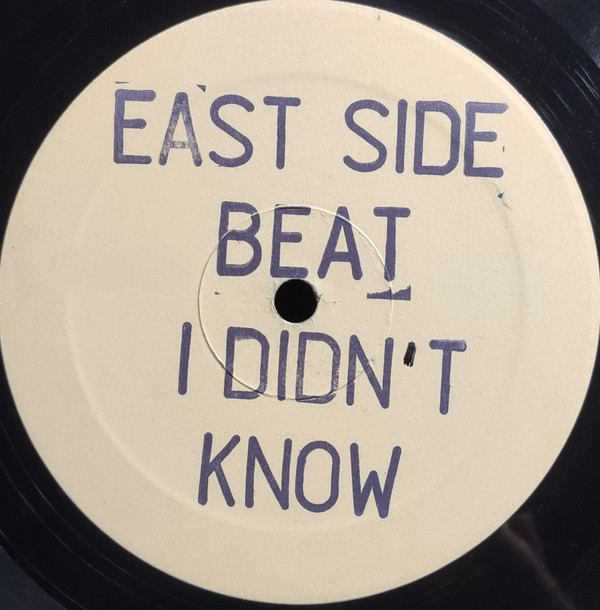 EAST SIDE
BEAT
I DIDN'T
KNOW